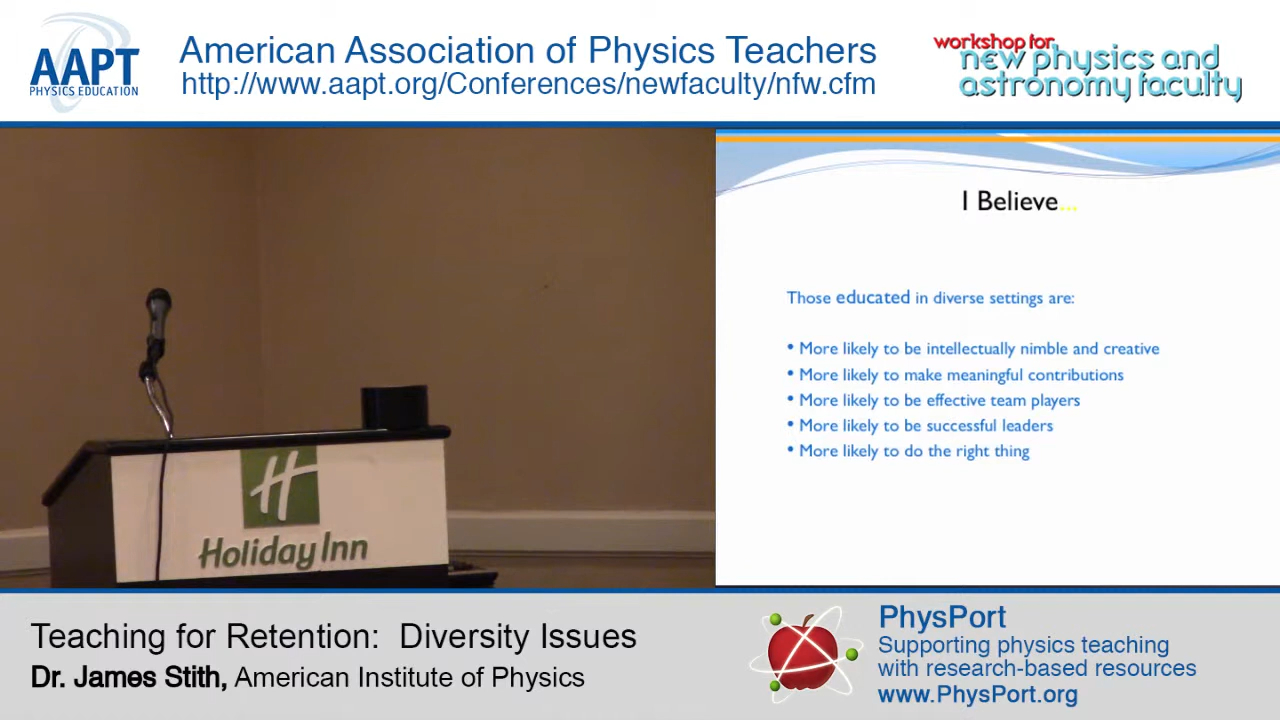 AAPT
PHYSICS EDUCATION
American Association of Physics Teachers
http://www.aapt.org/Conferences/newfaculty/nfw.cfm
workshop for
new physics and
astronomy faculty
I Believe...
Those educated in diverse settings are:
• More likely to be intellectually nimble and creative
• More likely to make meaningful contributions
• More likely to be effective team players
• More likely to be successful leaders
• More likely to do the right thing
H
Holiday Inn
Teaching for Retention: Diversity Issues
Dr. James Stith, American Institute of Physics
PhysPort
Supporting physics teaching
with research-based resources
www.PhysPort.org